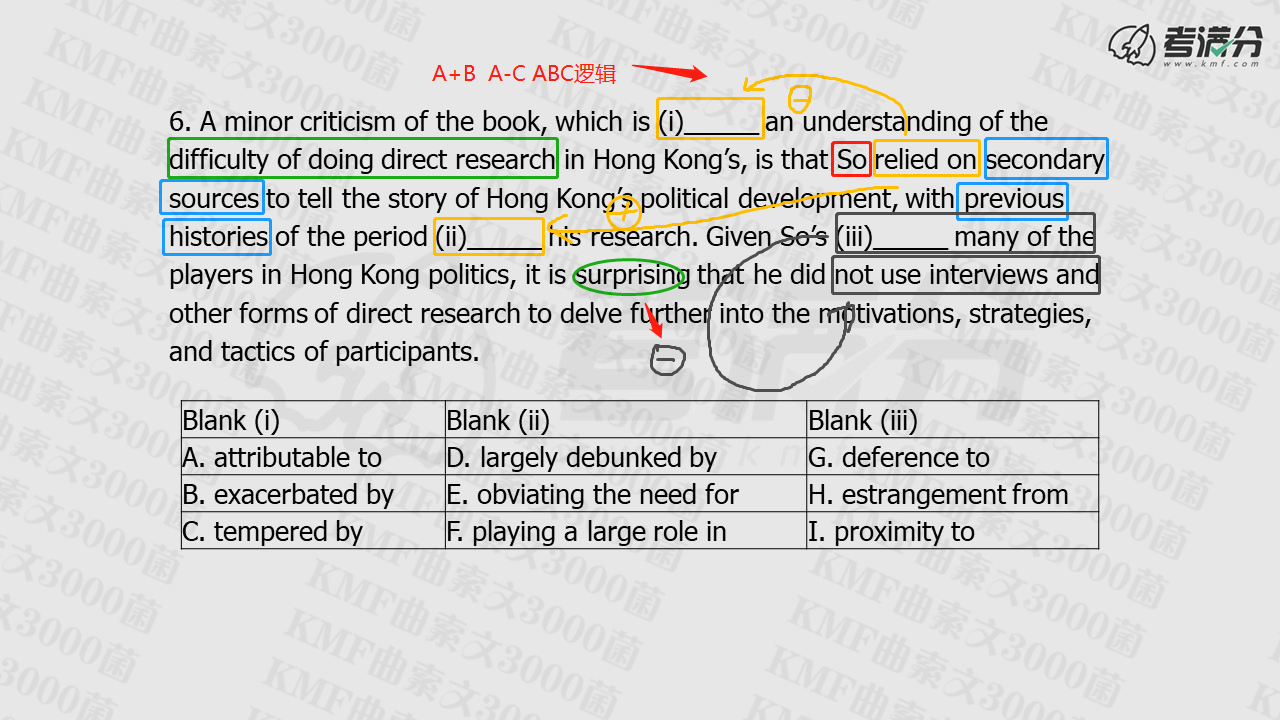 考满分
www.kmf.com
A+B A-C ABC逻辑
6. A minor criticism of the book, which is (i)______ an understanding of the
difficulty of doing direct research in Hong Kong’s, is that So relied on secondary
sources to tell the story of Hong Kong’s political development, with previous
histories of the period (ii)______ his research. Given So’s (iii)______ many of the
players in Hong Kong politics, it is surprising that he did not use interviews and
other forms of direct research to delve further into the motivations, strategies,
and tactics of participants.
Blank (i) Blank (ii) Blank (iii)
A. attributable to D. largely debunked by G. deference to
B. exacerbated by E. obviating the need for H. estrangement from
C. tempered by F. playing a large role in I. proximity to
KMF曲索文3000菌